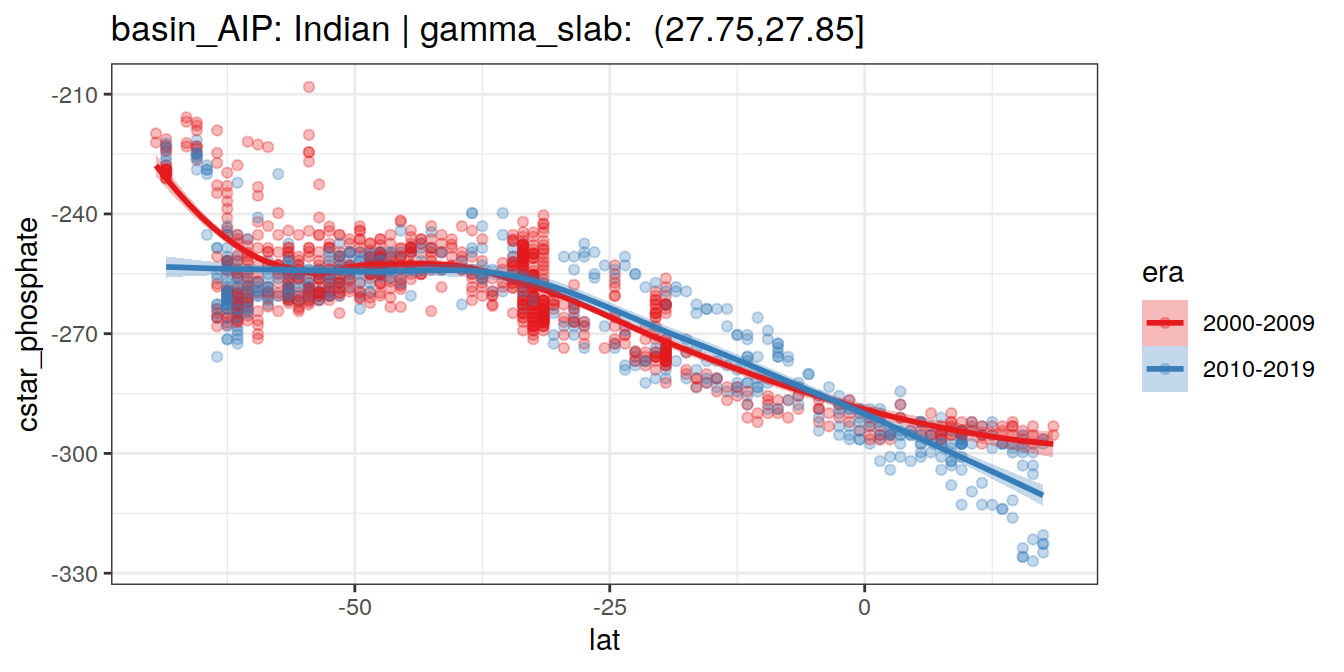 basin_AIP: Indian | gamma_slab:  (27.75,27.85]
cstar_phosphate
-210
-240
-270
-300
-330
-50
-25
0
lat
era
2000-2009
2010-2019